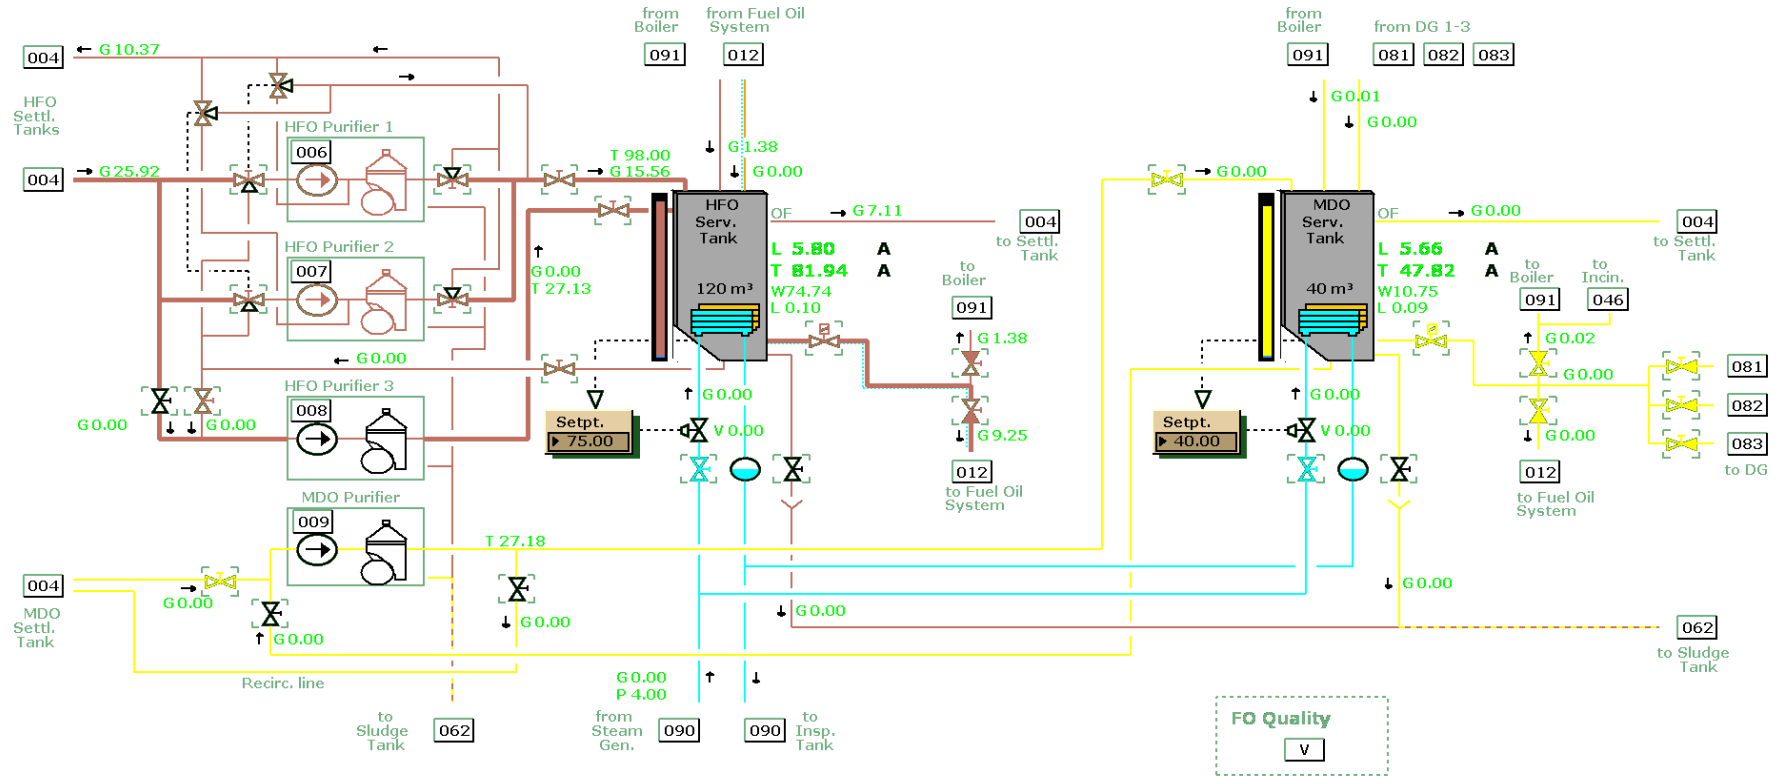 from
Boiler
091
from Fuel Oil
System
012
from
Boiler
091
from DG 1-3
081
082
083
004
G 10.37
HFO
Settl.
Tanks
004
G 25.92
HFO Purifier 1
006
HFO Purifier 2
007
HFO Purifier 3
008
G 0.00
G 0.00
G 0.00
T 98.00
G 15.56
G 0.00
T 27.13
G 1.38
G 0.00
HFO
Serv.
Tank
120 m³
OF
G 7.11
004
to Settl.
Tank
L 5.80 A
T 81.94 A
W 74.74
L 0.10
to
Boiler
091
G 1.38
G 9.25
012
to Fuel Oil
System
Setpt.
75.00
G 0.00
V 0.00
G 0.01
G 0.00
G 0.00
MDO
Serv.
Tank
40 m³
OF
G 0.00
004
to Settl.
Tank
L 5.66 A
T 47.82 A
W 10.75
L 0.09
to
Boiler
091
to
Incin.
046
G 0.02
G 0.00
G 0.00
012
to Fuel Oil
System
081
082
083
to DG
Setpt.
40.00
G 0.00
V 0.00
MDO Purifier
009
T 27.18
004
MDO
Settl.
Tank
G 0.00
G 0.00
G 0.00
Recirc. line
G 0.00
G 0.00
062
to Sludge
Tank
to
Sludge
Tank
062
G 0.00
P 4.00
from
Steam
Gen.
090
090
to
Insp.
Tank
FO Quality
V